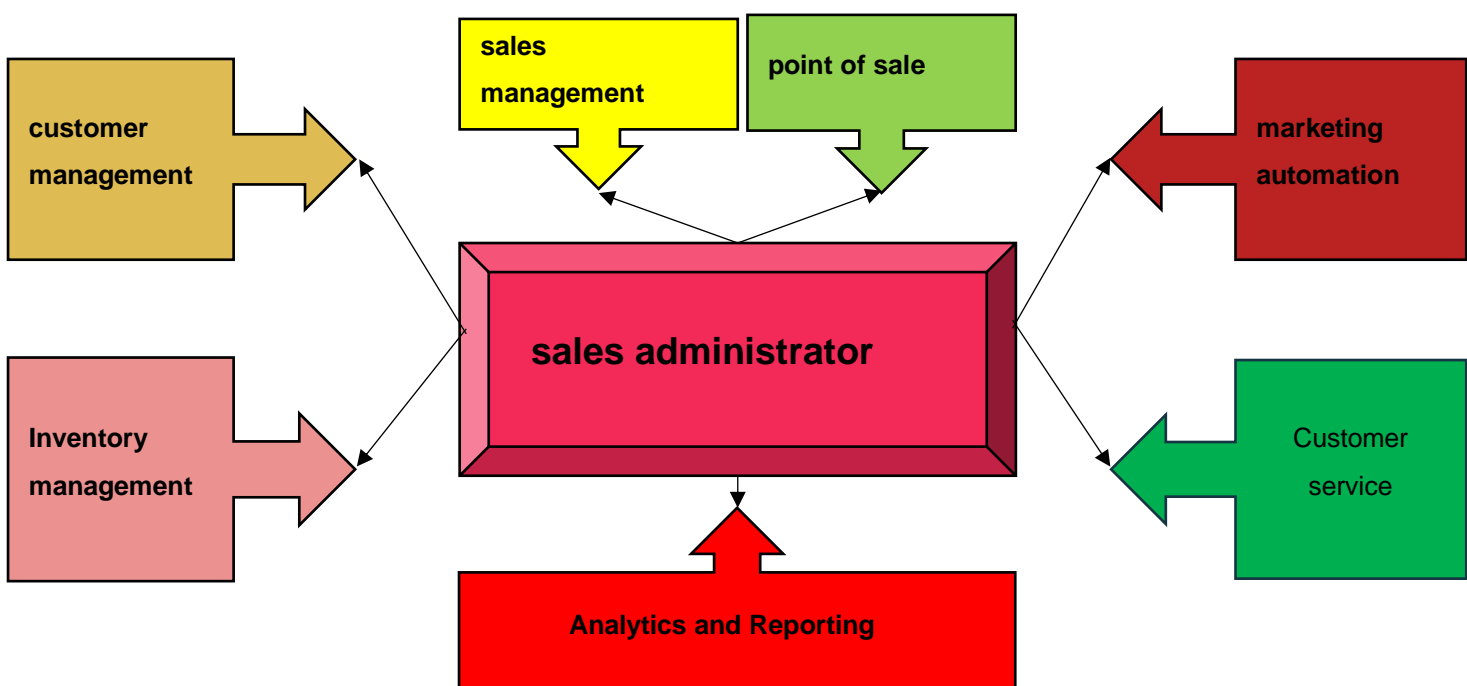 sales
management
point of sale
customer
management
marketing
automation
sales administrator
Inventory
management
Customer
service
Analytics and Reporting